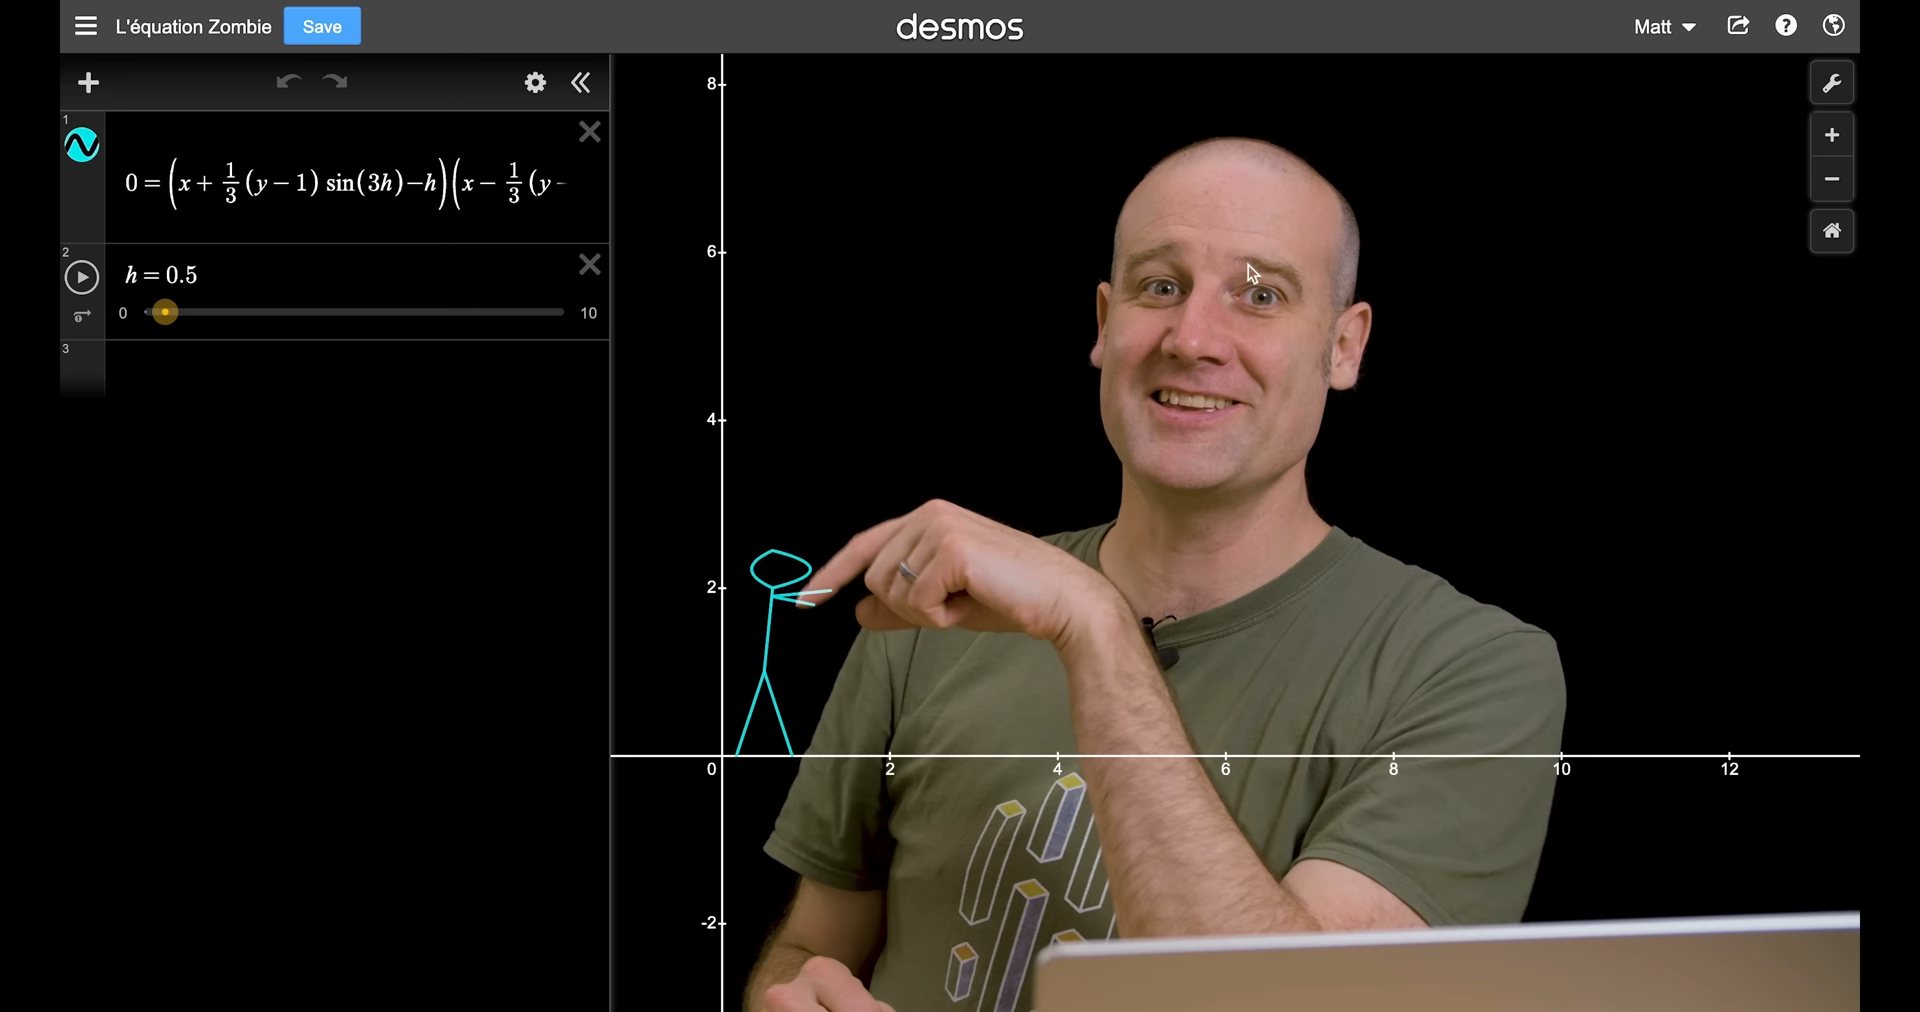 L'équation Zombie
Save
desmos
Matt
1
0 = (x + 1/3 (y − 1) sin(3h) − h) (x − 1/3 (y −
2
h = 0.5
0
10
3
8
6
4
2
0
2
4
6
8
10
12
-2